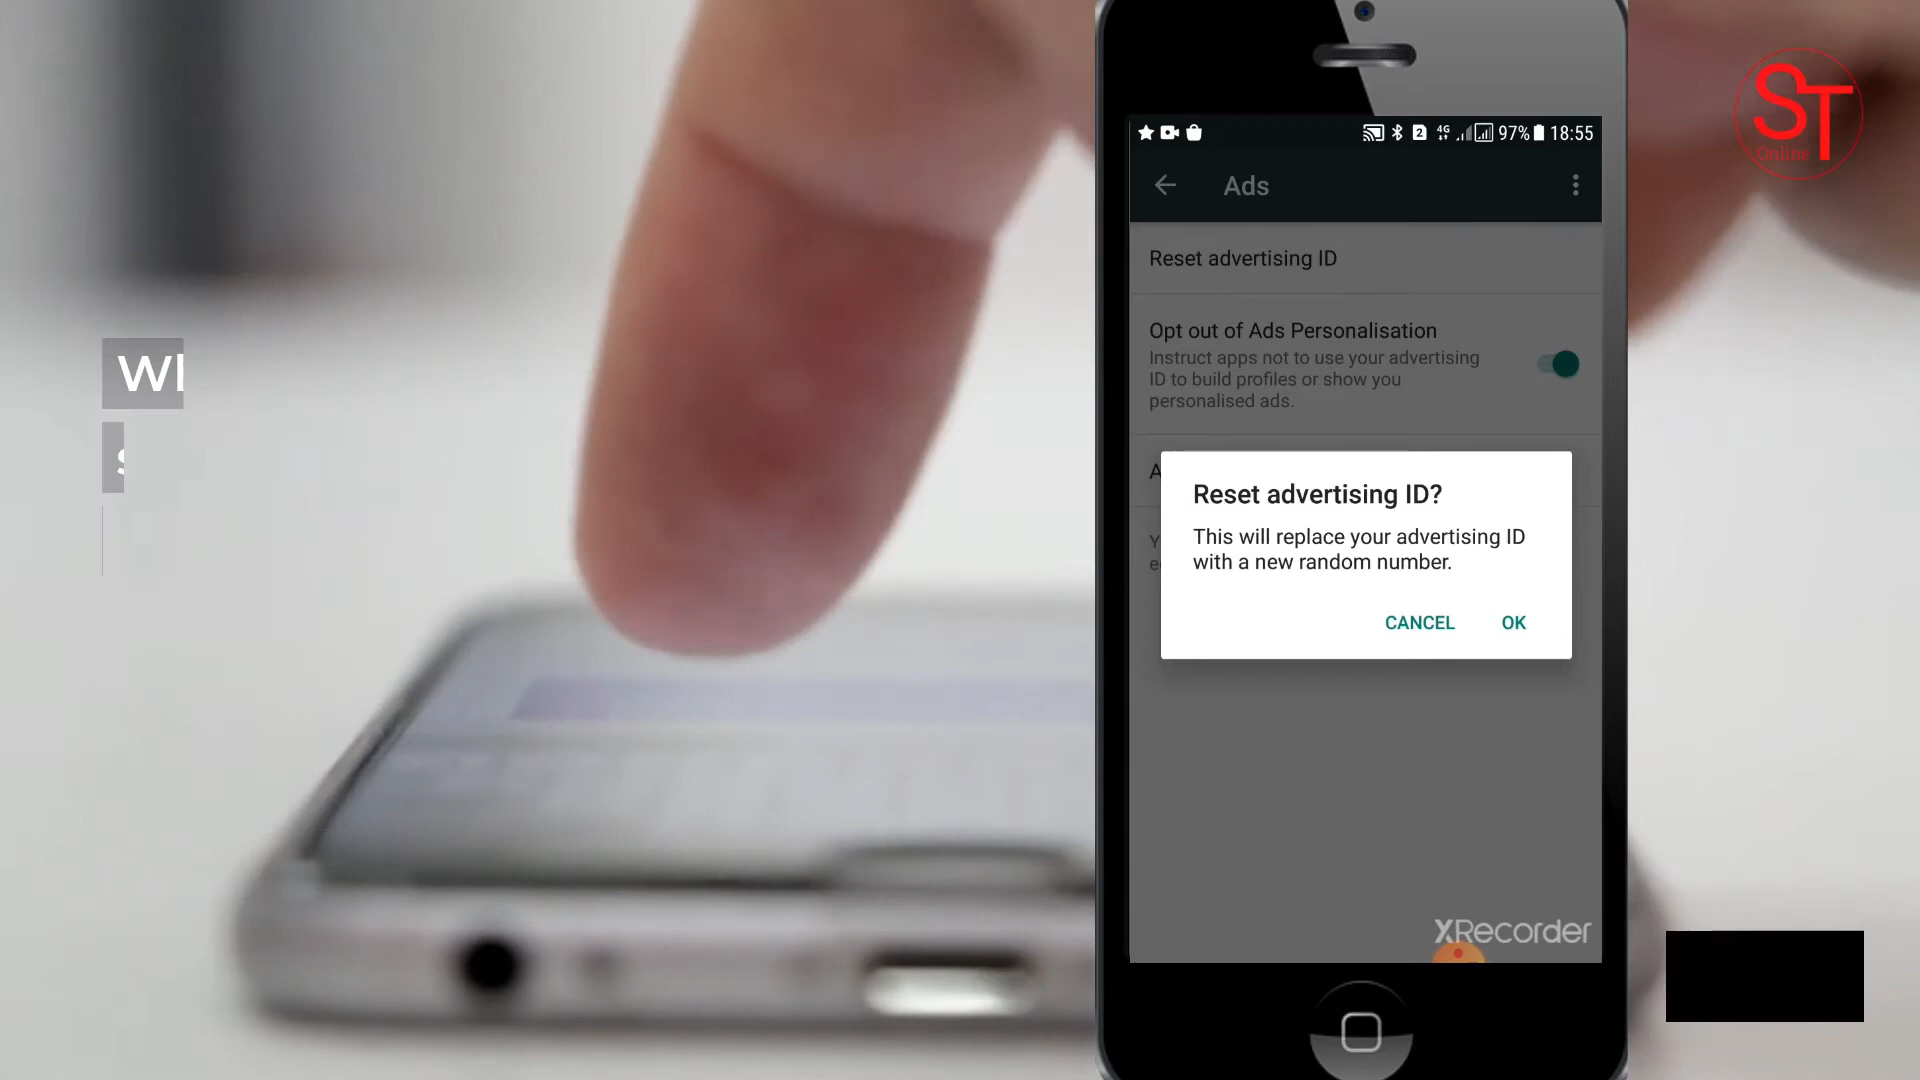 ST
Online
4G
2
97%
18:55
Ads
Reset advertising ID
Opt out of Ads Personalisation
Instruct apps not to use your advertising
ID to build profiles or show you
personalised ads.
Reset advertising ID?
This will replace your advertising ID
with a new random number.
CANCEL
OK
XRecorder